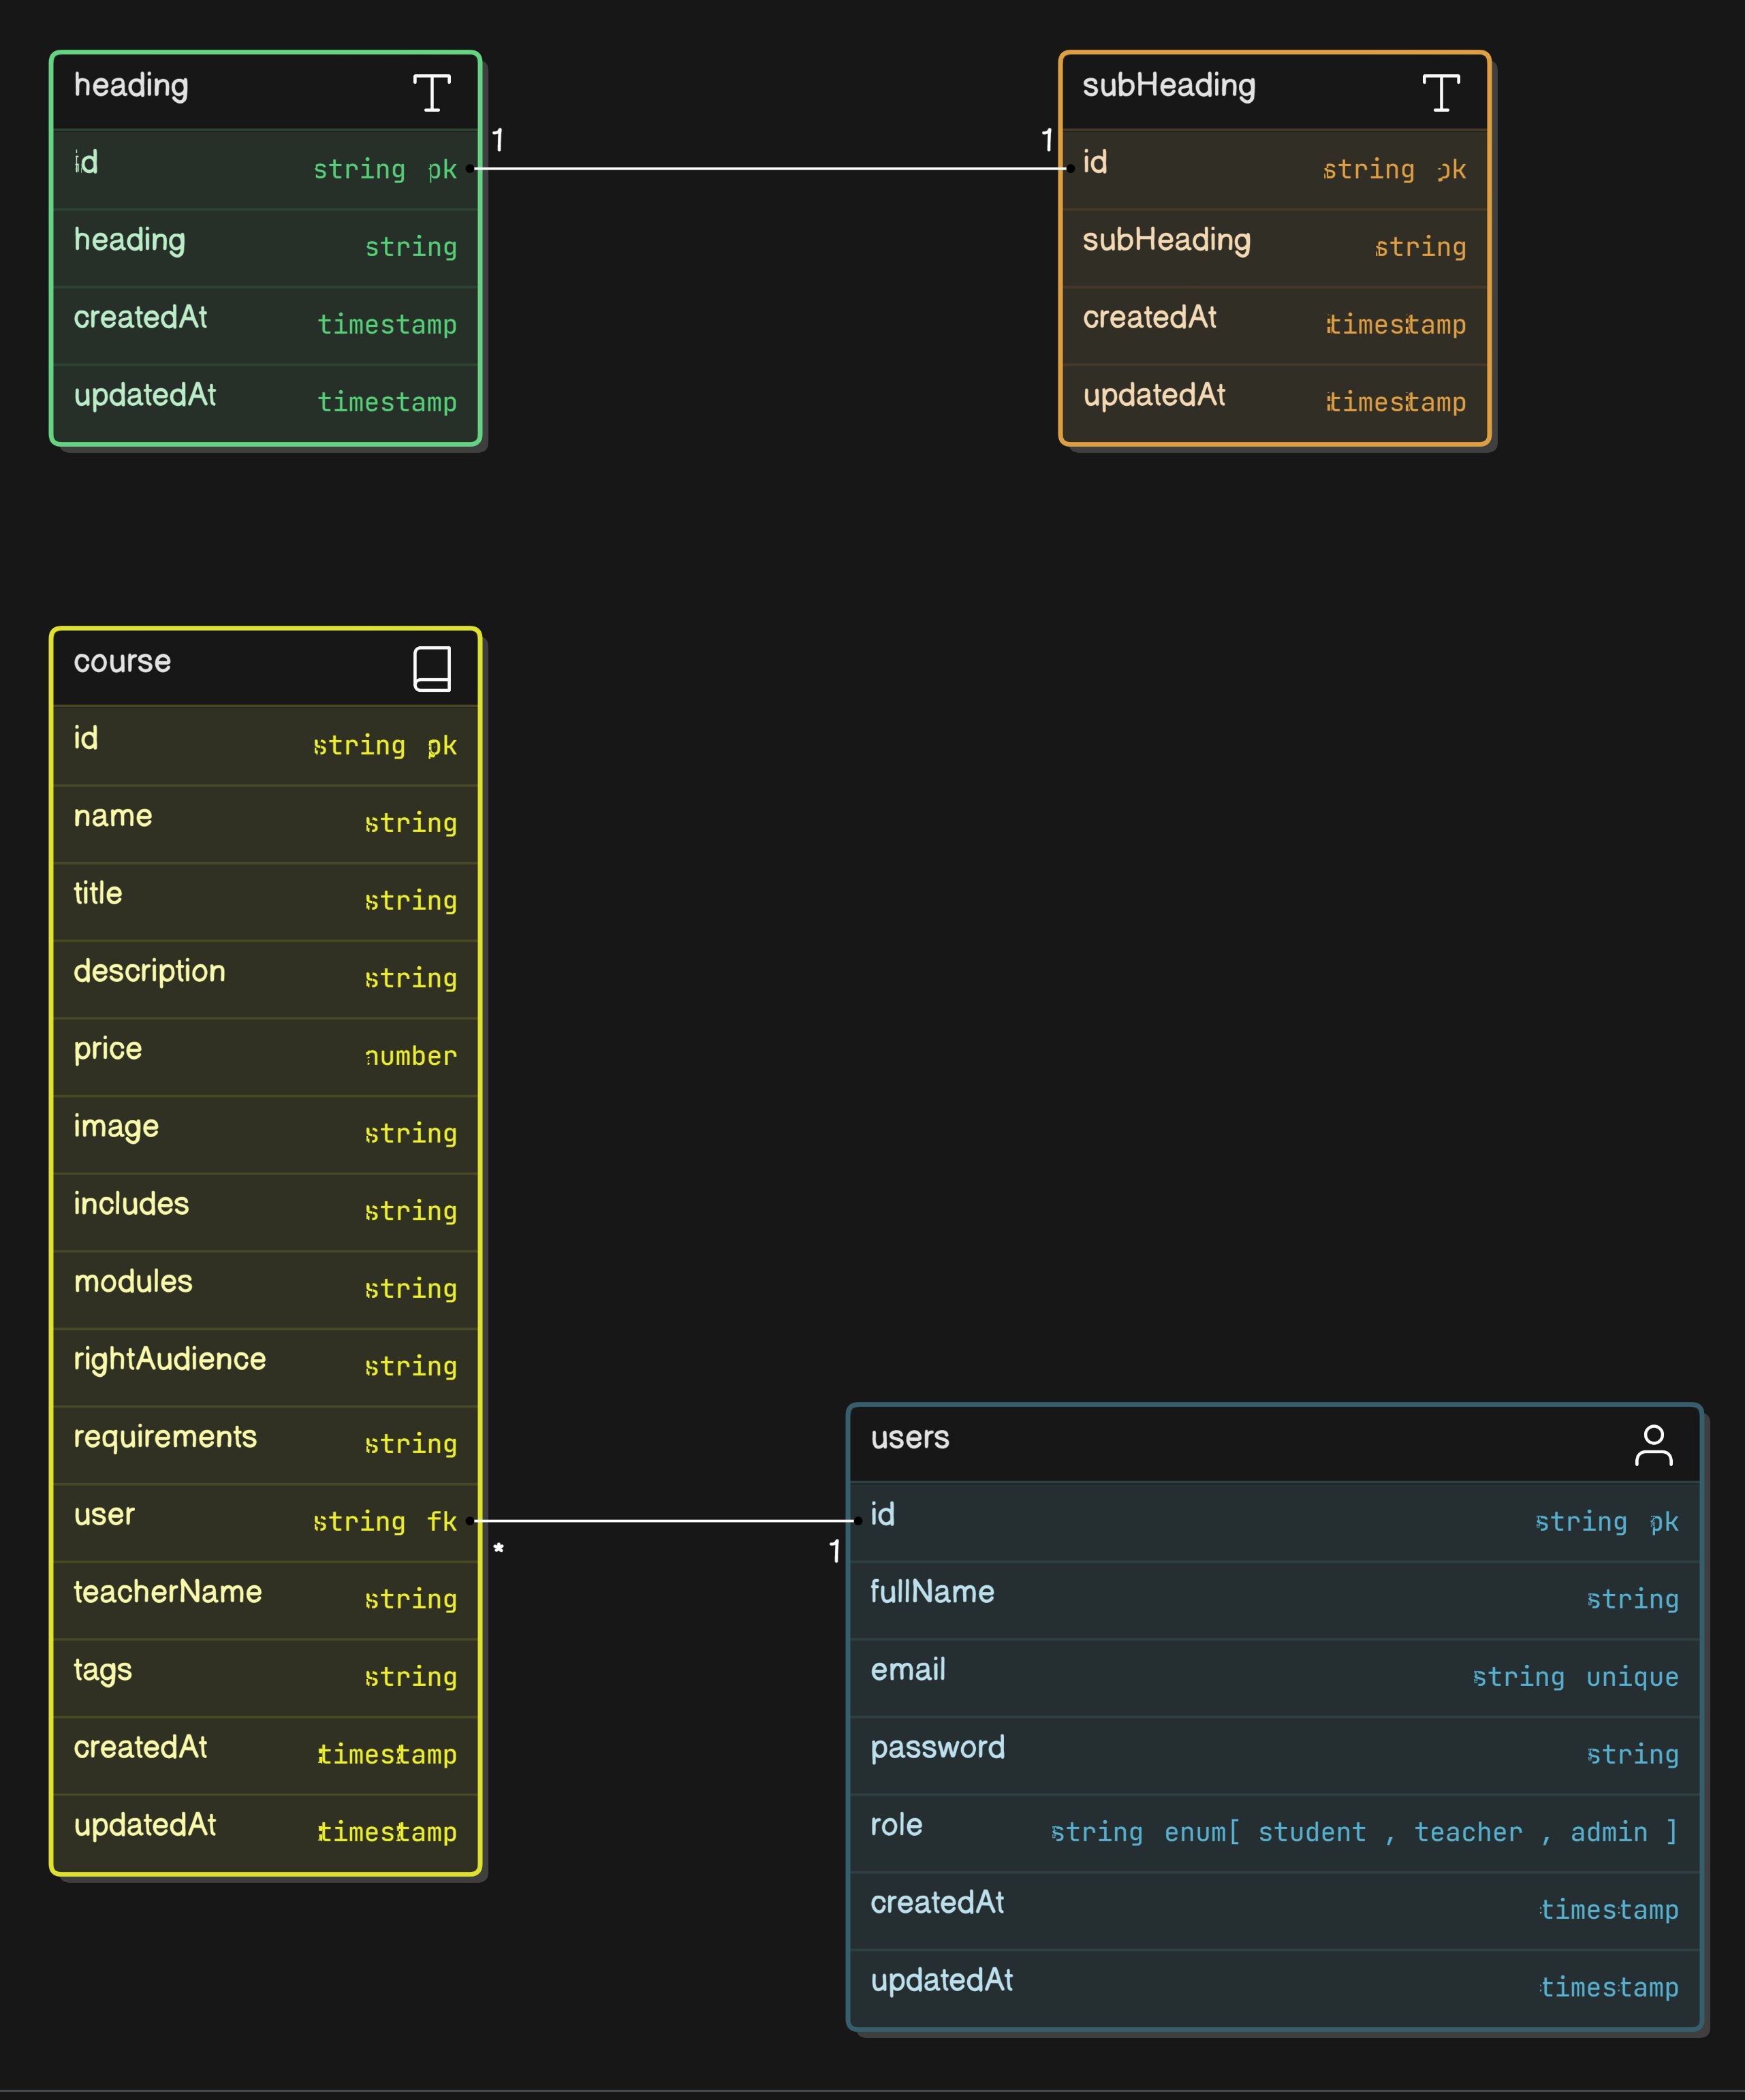 heading
id string pk
heading string
createdAt timestamp
updatedAt timestamp
1 1
subHeading
id string pk
subHeading string
createdAt timestamp
updatedAt timestamp
course
id string pk
name string
title string
description string
price number
image string
includes string
modules string
rightAudience string
requirements string
user string fk
teacherName string
tags string
createdAt timestamp
updatedAt timestamp
* 1
users
id string pk
fullName string
email string unique
password string
role string enum[ student , teacher , admin ]
createdAt timestamp
updatedAt timestamp